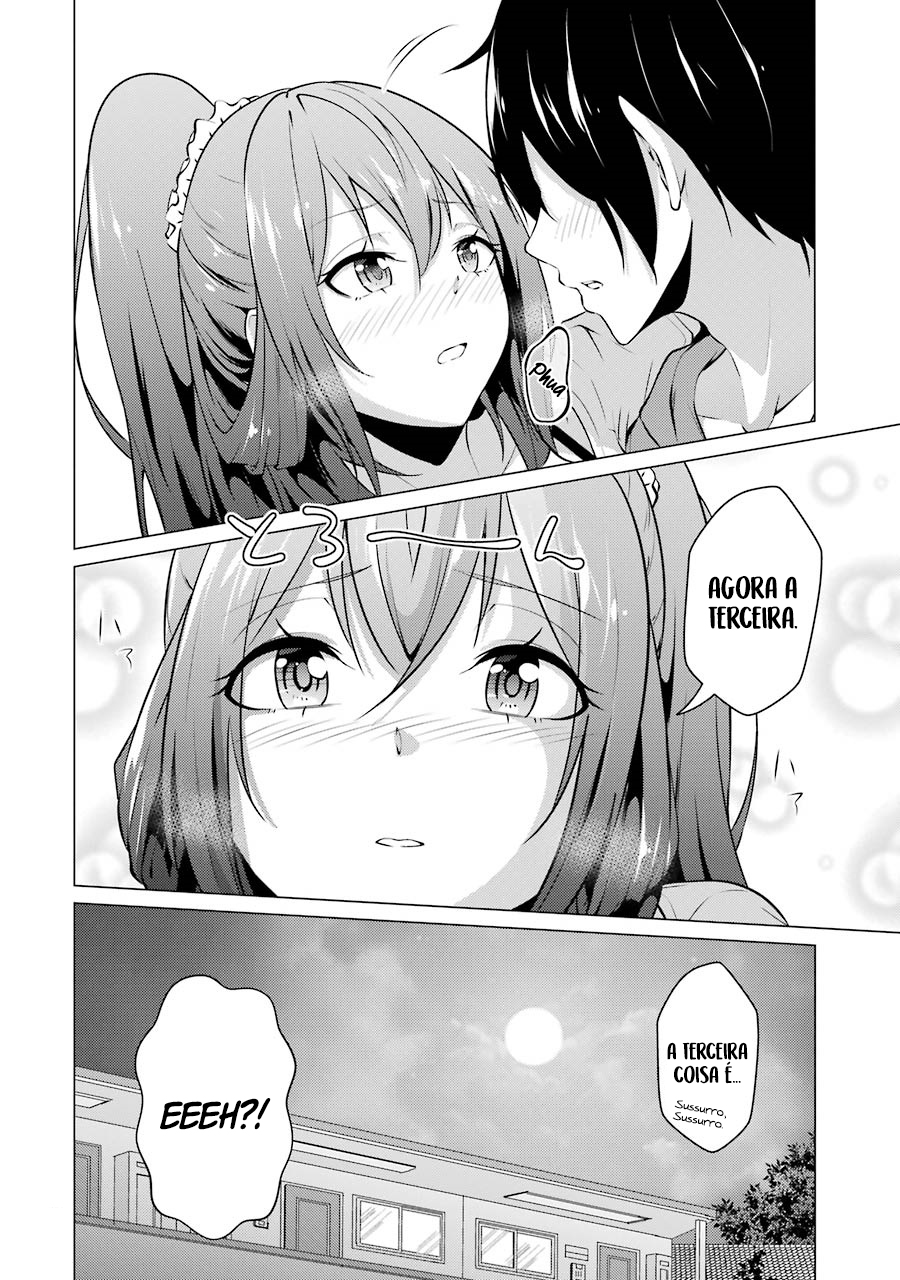 Phua
とろーーん
AGORA A
TERCEIRA.
A TERCEIRA
COISA É...
Sussurro,
Sussurro.
EEEH?!